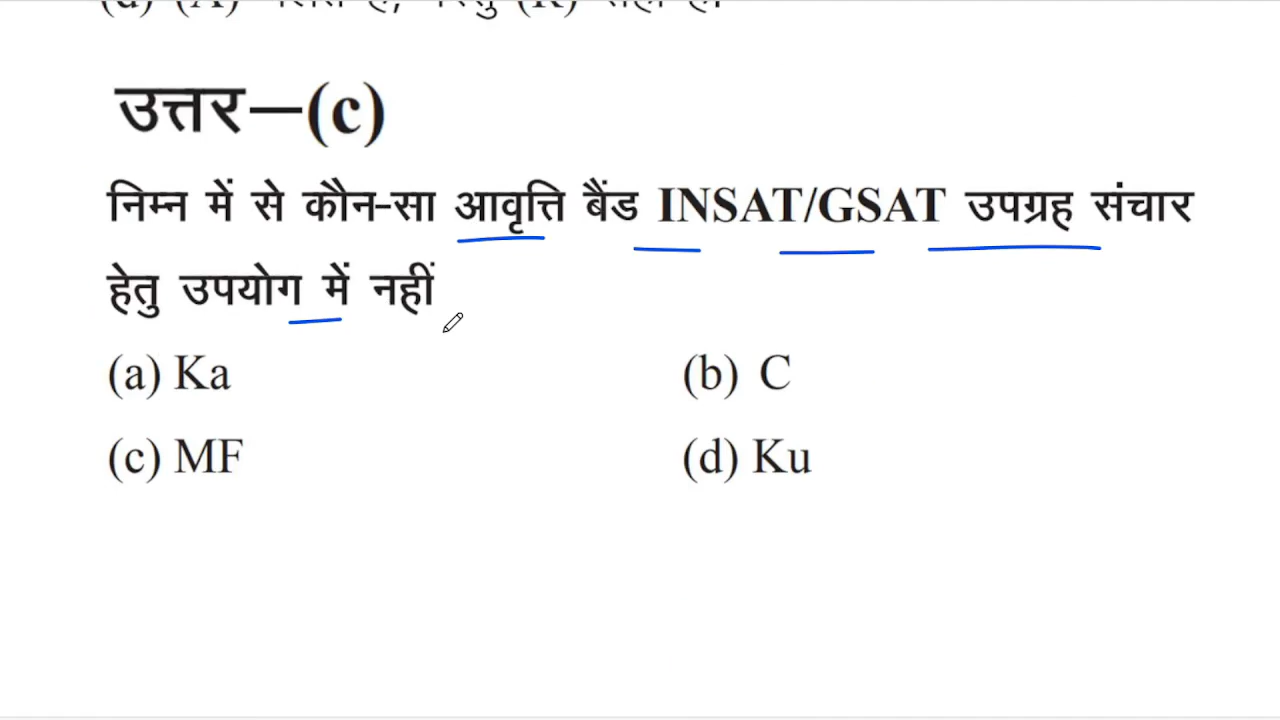 उत्तर—(c)
निम्न में से कौन-सा आवृत्ति बैंड INSAT/GSAT उपग्रह संचार
हेतु उपयोग में नहीं
(a) Ka (b) C
(c) MF (d) Ku